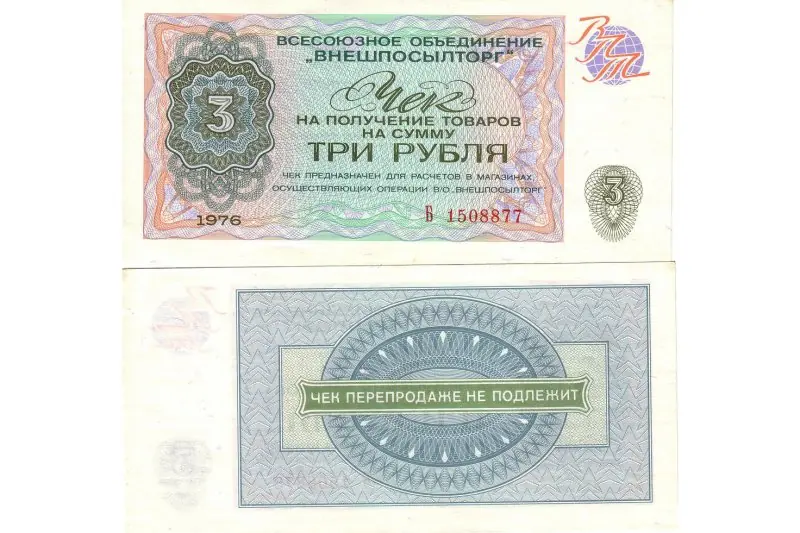 ВСЕСОЮЗНОЕ ОБЪЕДИНЕНИЕ
„ВНЕШПОСЫЛТОРГ"
ВПТ
Чек
НА ПОЛУЧЕНИЕ ТОВАРОВ
НА СУММУ
ТРИ РУБЛЯ
3
ЧЕК ПРЕДНАЗНАЧЕН ДЛЯ РАСЧЕТОВ В МАГАЗИНАХ,
ОСУЩЕСТВЛЯЮЩИХ ОПЕРАЦИИ В/О „ВНЕШПОСЫЛТОРГ"
3
1976
Б 1508877
ЧЕК ПЕРЕПРОДАЖЕ НЕ ПОДЛЕЖИТ